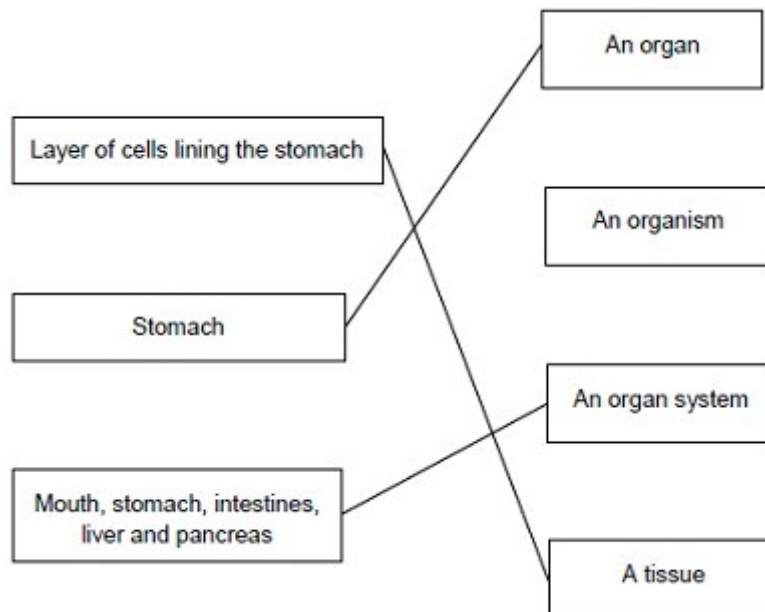 An organ
Layer of cells lining the stomach
An organism
Stomach
An organ system
Mouth, stomach, intestines,
liver and pancreas
A tissue